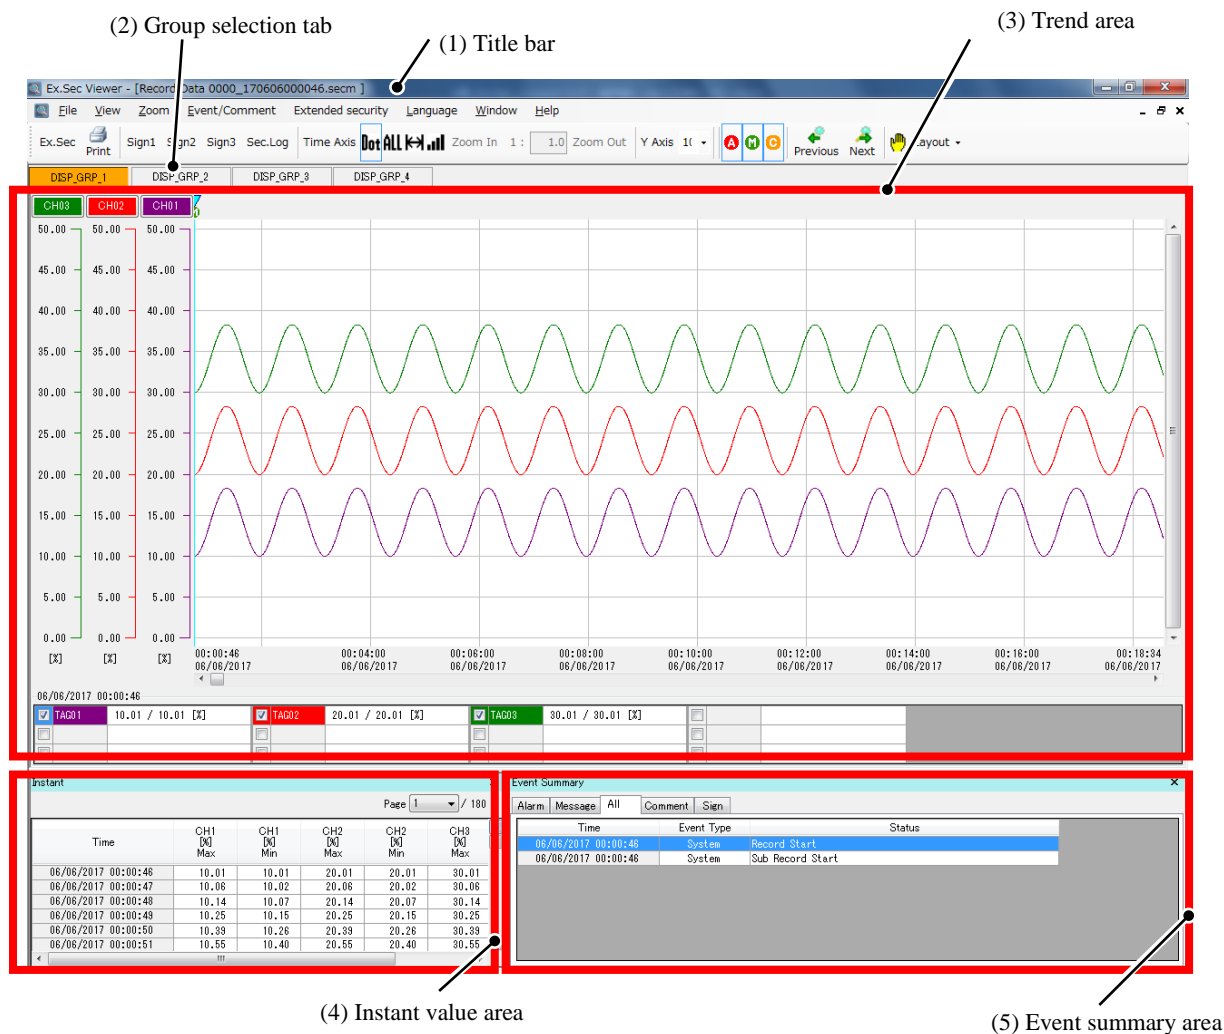 (2) Group selection tab
(1) Title bar
(3) Trend area
Ex.Sec Viewer - [Record Data 0000_170606000046.secm ]
File View Zoom Event/Comment Extended security Language Window Help
Ex.Sec Print Sign1 Sign2 Sign3 Sec.Log Time Axis Dot ALL Zoom In 1 : 1.0 Zoom Out Y Axis A M C Previous Next Layout
DISP_GRP_1 DISP_GRP_2 DISP_GRP_3 DISP_GRP_4
CH03 CH02 CH01
50.00 50.00 50.00
45.00 45.00 45.00
40.00 40.00 40.00
35.00 35.00 35.00
30.00 30.00 30.00
25.00 25.00 25.00
20.00 20.00 20.00
15.00 15.00 15.00
10.00 10.00 10.00
5.00 5.00 5.00
0.00 0.00 0.00
[%] [%] [%]
00:00:46 00:04:00 00:06:00 00:08:00 00:10:00 00:12:00 00:14:00 00:16:00 00:18:34
06/06/2017 06/06/2017 06/06/2017 06/06/2017 06/06/2017 06/06/2017 06/06/2017 06/06/2017 06/06/2017
06/06/2017 00:00:46
TAG01 10.01 / 10.01 [%] TAG02 20.01 / 20.01 [%] TAG03 30.01 / 30.01 [%]
Instant
Page 1 / 180
Time CH1 [%] Max CH1 [%] Min CH2 [%] Max CH2 [%] Min CH3 [%] Max
06/06/2017 00:00:46 10.01 10.01 20.01 20.01 30.01
06/06/2017 00:00:47 10.06 10.02 20.06 20.02 30.06
06/06/2017 00:00:48 10.14 10.07 20.14 20.07 30.14
06/06/2017 00:00:49 10.25 10.15 20.25 20.15 30.25
06/06/2017 00:00:50 10.39 10.26 20.39 20.26 30.39
06/06/2017 00:00:51 10.55 10.40 20.55 20.40 30.55
Event Summary
Alarm Message All Comment Sign
Time Event Type Status
06/06/2017 00:00:46 System Record Start
06/06/2017 00:00:46 System Sub Record Start
(4) Instant value area
(5) Event summary area